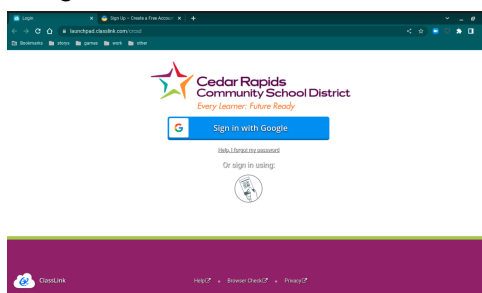 Login
Sign Up – Create a Free Account
launchpad.classlink.com/crcsd
Bookmarks
storys
games
work
other
Cedar Rapids
Community School District
Every Learner: Future Ready
G
Sign in with Google
Help, I forgot my password
Or sign in using:
ClassLink
Help
Browser Check
Privacy